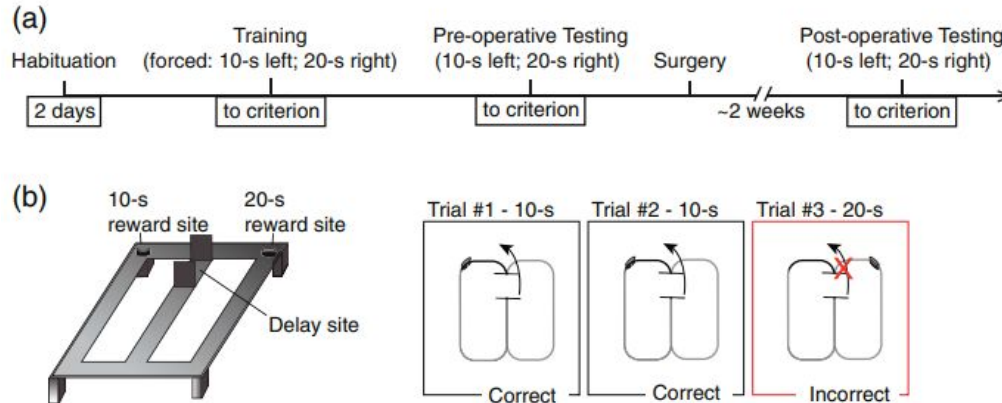 (a)
Training
Pre-operative Testing
Post-operative Testing
Habituation
(forced: 10-s left; 20-s right)
(10-s left; 20-s right)
Surgery
(10-s left; 20-s right)
2 days
to criterion
to criterion
~2 weeks
to criterion
(b)
10-s
reward site
20-s
reward site
Delay site
Trial #1 - 10-s
Correct
Trial #2 - 10-s
Correct
Trial #3 - 20-s
Incorrect